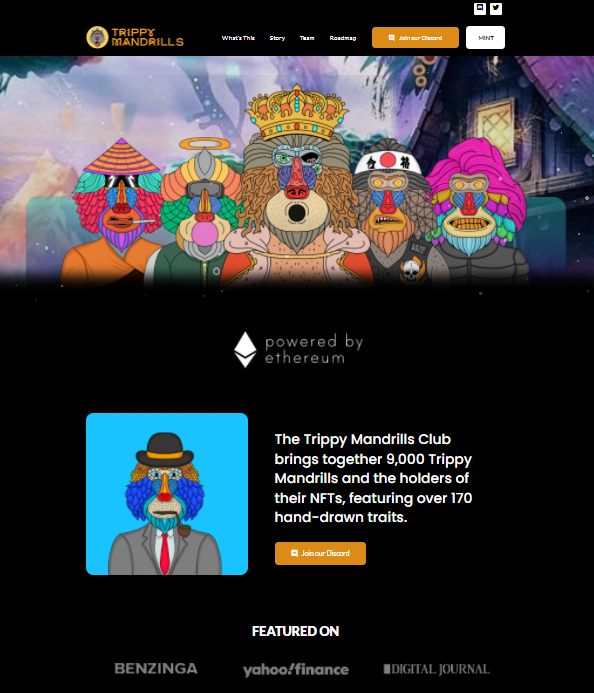 TRIPPY
MANDRILLS
What's This
Story
Team
Roadmap
Join our Discord
MINT
合格
powered by
ethereum
The Trippy Mandrills Club
brings together 9,000 Trippy
Mandrills and the holders of
their NFTs, featuring over 170
hand-drawn traits.
Join our Discord
FEATURED ON
BENZINGA
yahoo!finance
DIGITAL JOURNAL